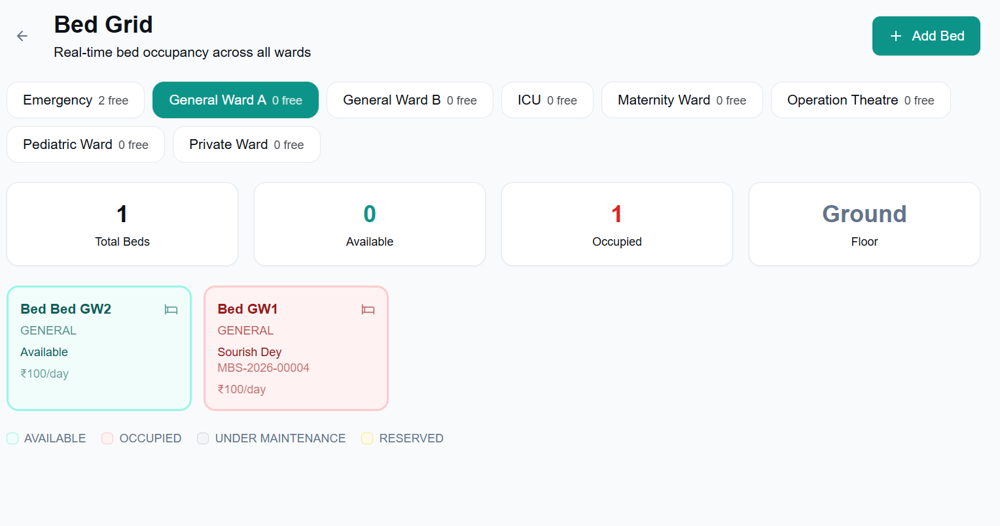 Bed Grid
Real-time bed occupancy across all wards
+ Add Bed
Emergency 2 free
General Ward A 0 free
General Ward B 0 free
ICU 0 free
Maternity Ward 0 free
Operation Theatre 0 free
Pediatric Ward 0 free
Private Ward 0 free
1
Total Beds
0
Available
1
Occupied
Ground
Floor
Bed Bed GW2
GENERAL
Available
₹100/day
Bed GW1
GENERAL
Sourish Dey
MBS-2026-00004
₹100/day
AVAILABLE
OCCUPIED
UNDER MAINTENANCE
RESERVED